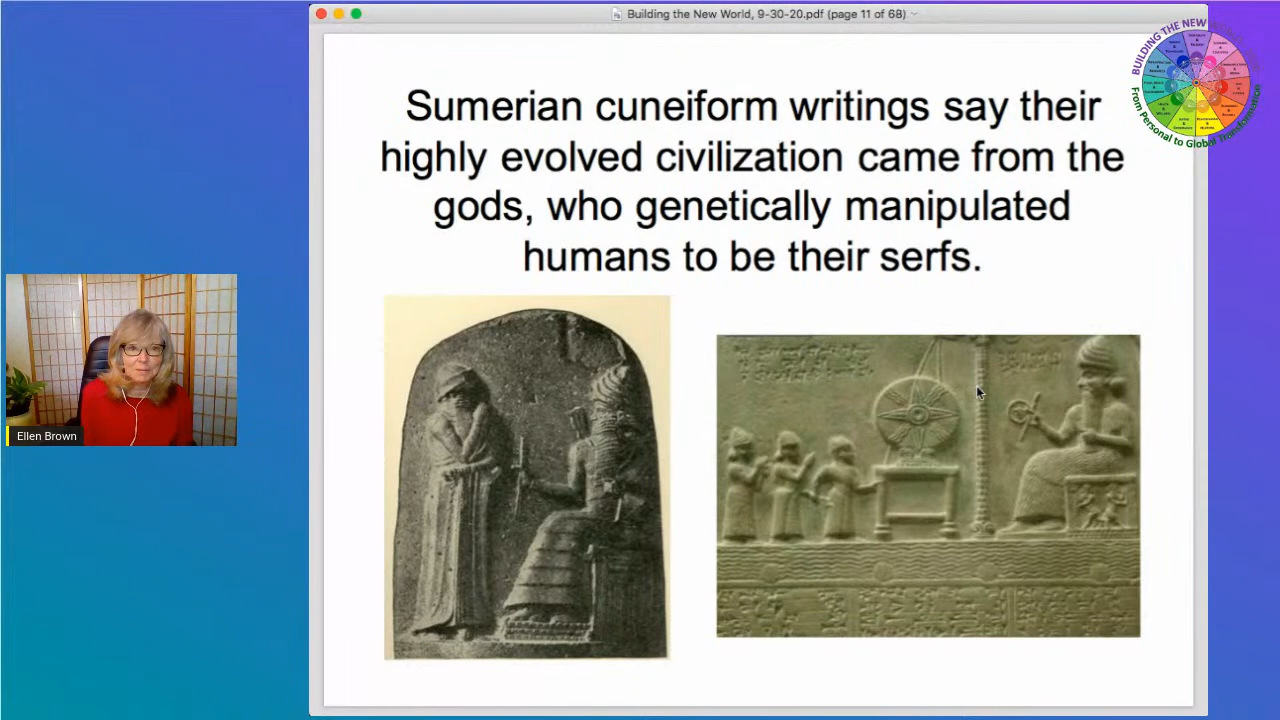 Building the New World, 9-30-20.pdf (page 11 of 68)
BUILDING THE NEW
From Personal to Global Transformation
Sumerian cuneiform writings say their
highly evolved civilization came from the
gods, who genetically manipulated
humans to be their serfs.
Ellen Brown